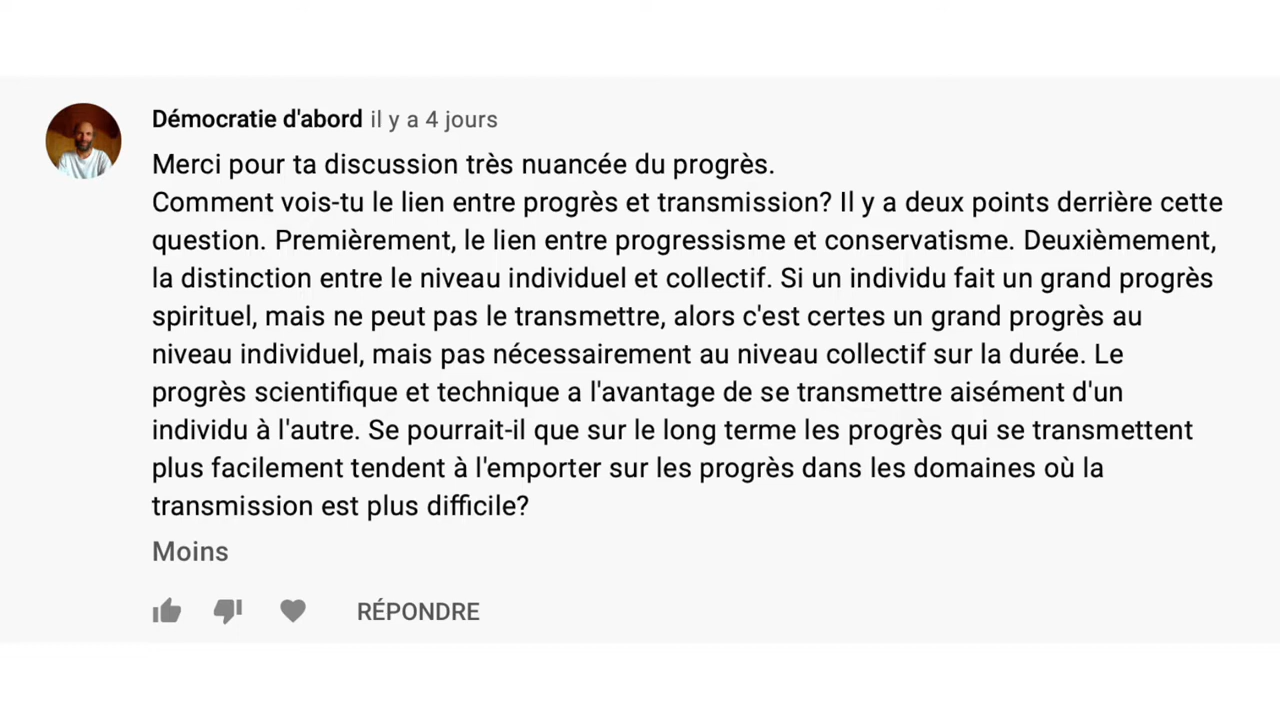 Démocratie d'abord il y a 4 jours
Merci pour ta discussion très nuancée du progrès.
Comment vois-tu le lien entre progrès et transmission? Il y a deux points derrière cette
question. Premièrement, le lien entre progressisme et conservatisme. Deuxièmement,
la distinction entre le niveau individuel et collectif. Si un individu fait un grand progrès
spirituel, mais ne peut pas le transmettre, alors c'est certes un grand progrès au
niveau individuel, mais pas nécessairement au niveau collectif sur la durée. Le
progrès scientifique et technique a l'avantage de se transmettre aisément d'un
individu à l'autre. Se pourrait-il que sur le long terme les progrès qui se transmettent
plus facilement tendent à l'emporter sur les progrès dans les domaines où la
transmission est plus difficile?
Moins
RÉPONDRE